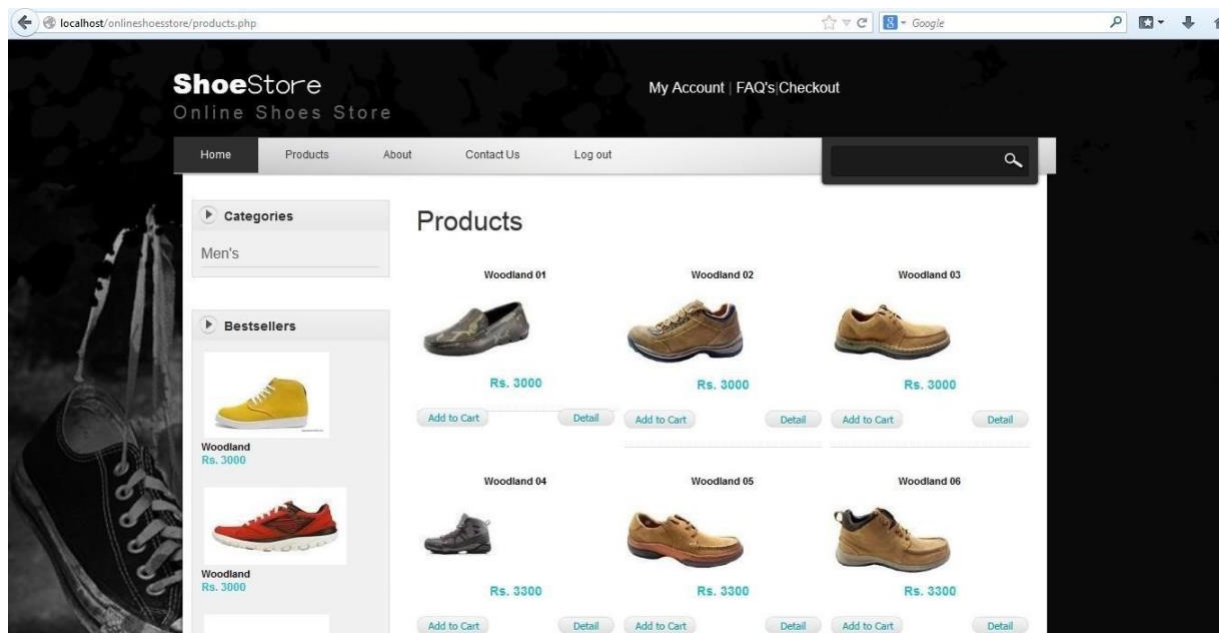 localhost/onlineshoesstore/products.php
Google
ShoeStore
Online Shoes Store
My Account | FAQ's|Checkout
Home Products About Contact Us Log out
Categories
Men's
Bestsellers
Woodland
Rs. 3000
Woodland
Rs. 3000
Products
Woodland 01 Woodland 02 Woodland 03
Rs. 3000 Rs. 3000 Rs. 3000
Add to Cart Detail Add to Cart Detail Add to Cart Detail
Woodland 04 Woodland 05 Woodland 06
Rs. 3300 Rs. 3300 Rs. 3300
Add to Cart Detail Add to Cart Detail Add to Cart Detail